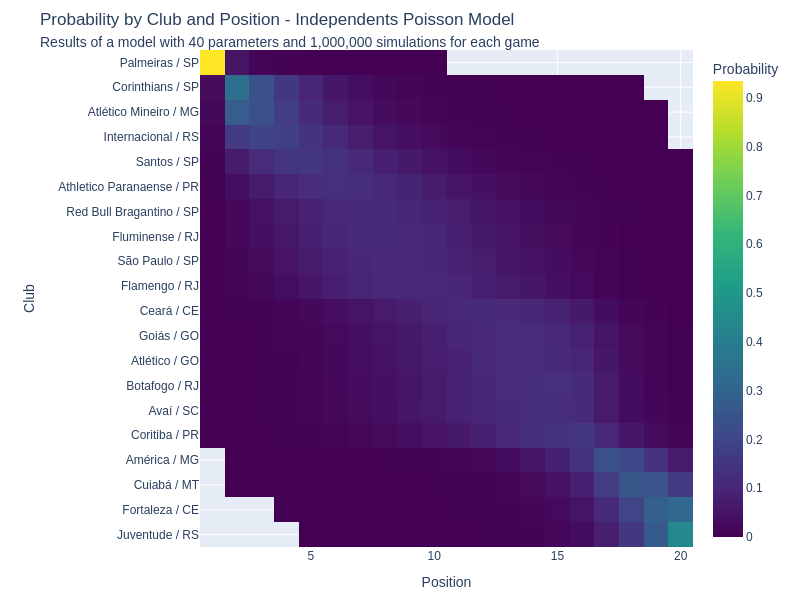 Probability by Club and Position - Independents Poisson Model
Results of a model with 40 parameters and 1,000,000 simulations for each game
Probability
Palmeiras / SP
Corinthians / SP
Atlético Mineiro / MG
Internacional / RS
Santos / SP
Athletico Paranaense / PR
Red Bull Bragantino / SP
Fluminense / RJ
São Paulo / SP
Flamengo / RJ
Ceará / CE
Goiás / GO
Atlético / GO
Botafogo / RJ
Avaí / SC
Coritiba / PR
América / MG
Cuiabá / MT
Fortaleza / CE
Juventude / RS
Club
5 10 15 20
Position
0.9
0.8
0.7
0.6
0.5
0.4
0.3
0.2
0.1
0